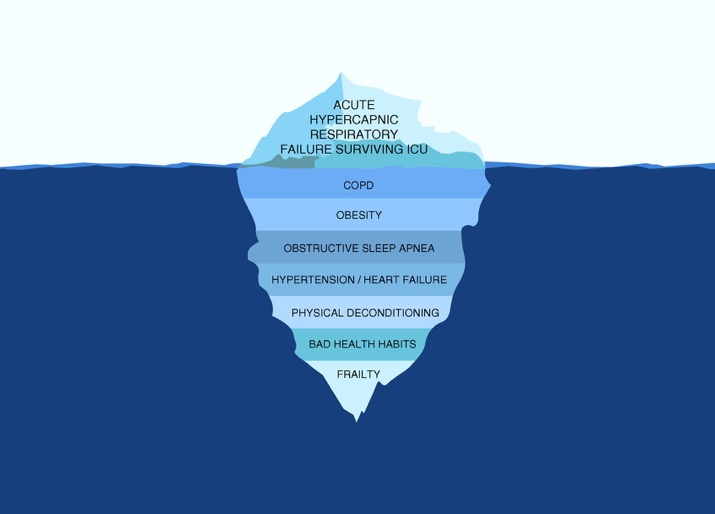 ACUTE
HYPERCAPNIC
RESPIRATORY
FAILURE SURVIVING ICU
COPD
OBESITY
OBSTRUCTIVE SLEEP APNEA
HYPERTENSION / HEART FAILURE
PHYSICAL DECONDITIONING
BAD HEALTH HABITS
FRAILTY